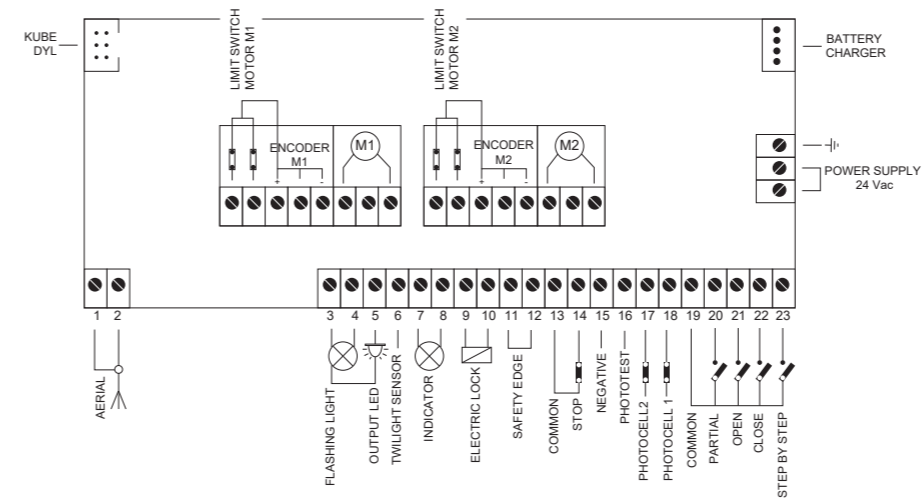 KUBE
DYL
LIMIT SWITCH
MOTOR M1
LIMIT SWITCH
MOTOR M2
BATTERY
CHARGER
ENCODER
M1
+ -
M1
ENCODER
M2
+ -
M2
POWER SUPPLY
24 Vac
1 2 3 4 5 6 7 8 9 10 11 12 13 14 15 16 17 18 19 20 21 22 23
AERIAL
FLASHING LIGHT
OUTPUT LED
TWILIGHT SENSOR
INDICATOR
ELECTRIC LOCK
SAFETY EDGE
COMMON
STOP
NEGATIVE
PHOTOTEST
PHOTOCELL2
PHOTOCELL 1
COMMON
PARTIAL
OPEN
CLOSE
STEP BY STEP